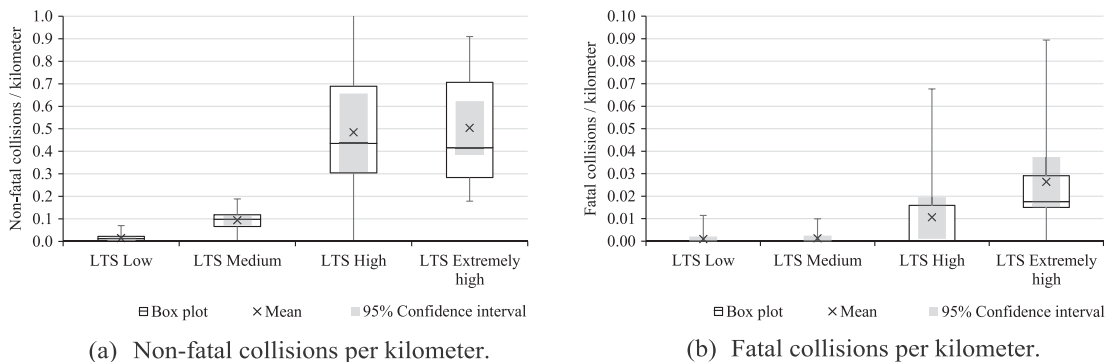 Non-fatal collisions / kilometer
1.0
0.9
0.8
0.7
0.6
0.5
0.4
0.3
0.2
0.1
0.0
LTS Low
LTS Medium
LTS High
LTS Extremely
high
Box plot
Mean
95% Confidence interval
(a) Non-fatal collisions per kilometer.
Fatal collisions / kilometer
0.10
0.09
0.08
0.07
0.06
0.05
0.04
0.03
0.02
0.01
0.00
LTS Low
LTS Medium
LTS High
LTS Extremely
high
Box plot
Mean
95% Confidence interval
(b) Fatal collisions per kilometer.